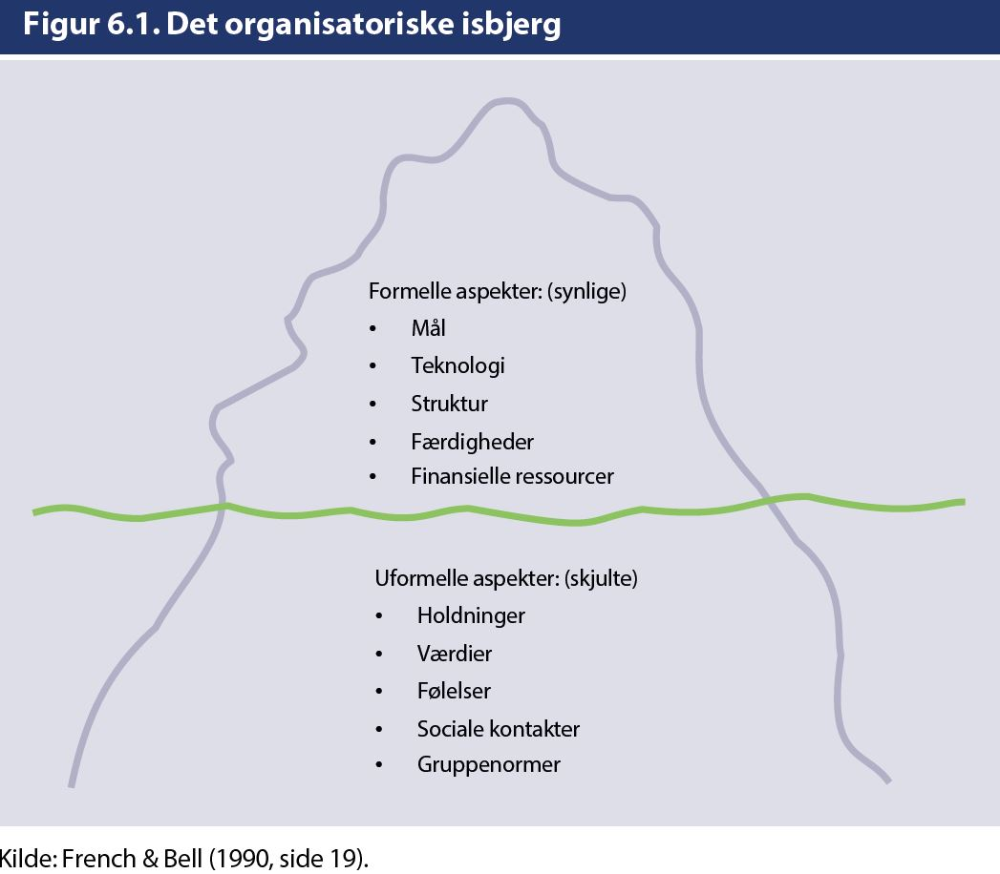 Figur 6.1. Det organisatoriske isbjerg
Formelle aspekter: (synlige)
• Mål
• Teknologi
• Struktur
• Færdigheder
• Finansielle ressourcer
Uformelle aspekter: (skjulte)
• Holdninger
• Værdier
• Følelser
• Sociale kontakter
• Gruppenormer
Kilde: French & Bell (1990, side 19).